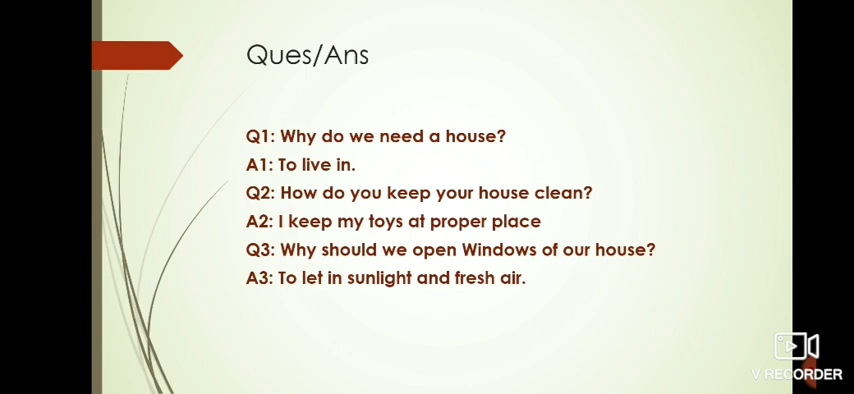 Ques/Ans
Q1: Why do we need a house?
A1: To live in.
Q2: How do you keep your house clean?
A2: I keep my toys at proper place
Q3: Why should we open Windows of our house?
A3: To let in sunlight and fresh air.
V RECORDER